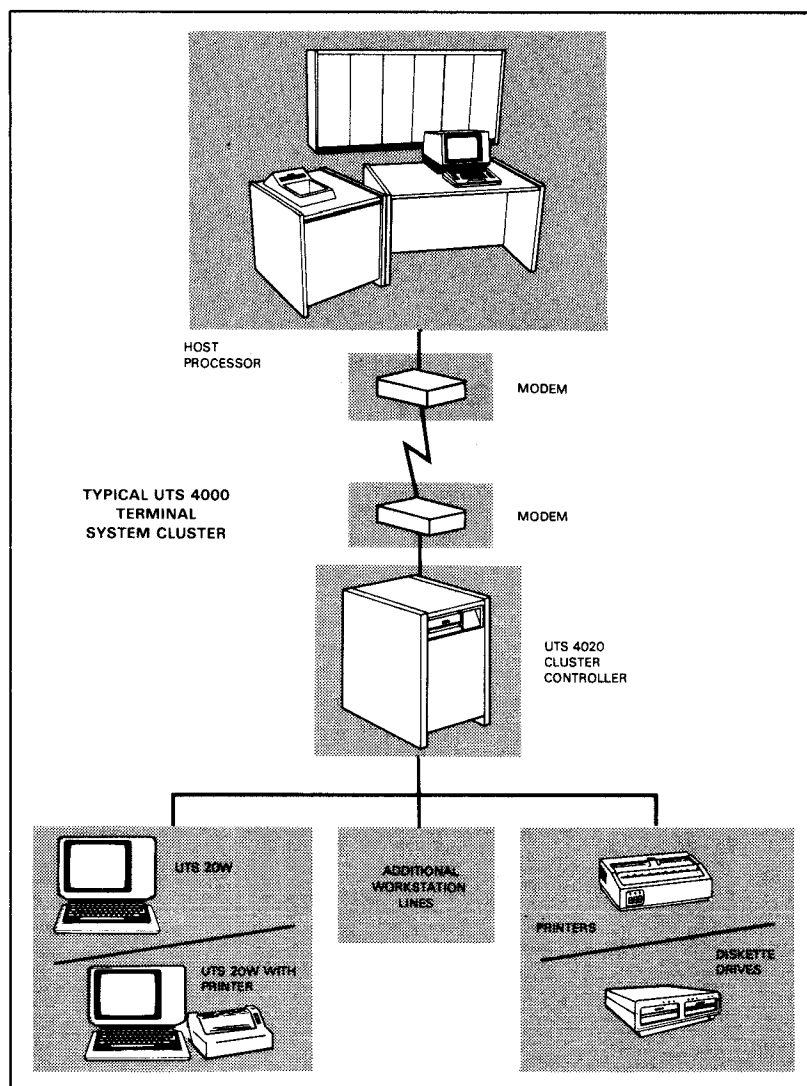 HOST
PROCESSOR
MODEM
TYPICAL UTS 4000
TERMINAL
SYSTEM CLUSTER
MODEM
UTS 4020
CLUSTER
CONTROLLER
UTS 20W
UTS 20W WITH
PRINTER
ADDITIONAL
WORKSTATION
LINES
PRINTERS
DISKETTE
DRIVES